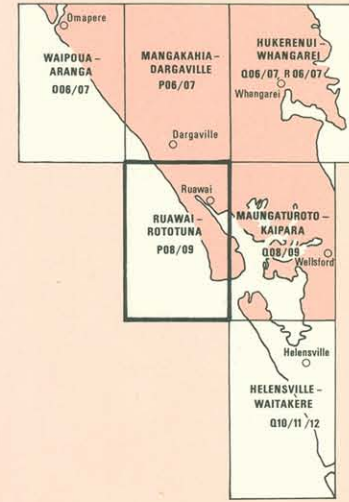 Omapere
WAIPOUA –
ARANGA
O06/07
MANGAKAHIA –
DARGAVILLE
P06/07
Dargaville
HUKERENUI –
WHANGAREI
Q06/07, R 06/07
Whangarei
Ruawai
RUAWAI-
ROTOTUNA
P08/09
MAUNGATUROTO –
KAIPARA
Q08/09
Wellsford
Helensville
HELENSVILLE –
WAITAKERE
Q10/11/12